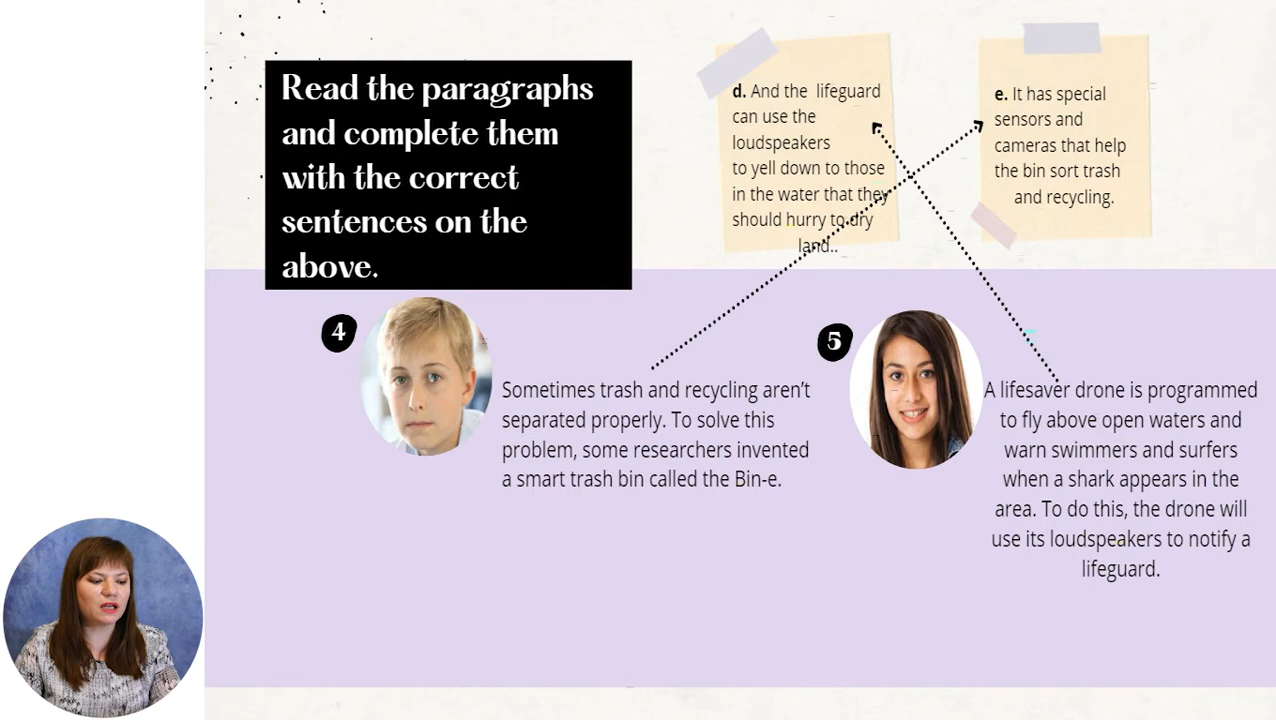 Read the paragraphs
and complete them
with the correct
sentences on the
above.
d. And the lifeguard
can use the
loudspeakers
to yell down to those
in the water that they
should hurry to dry
land..
e. It has special
sensors and
cameras that help
the bin sort trash
and recycling.
4
Sometimes trash and recycling aren't
separated properly. To solve this
problem, some researchers invented
a smart trash bin called the Bin-e.
5
A lifesaver drone is programmed
to fly above open waters and
warn swimmers and surfers
when a shark appears in the
area. To do this, the drone will
use its loudspeakers to notify a
lifeguard.